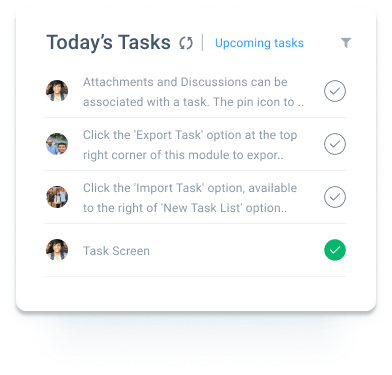 Today’s Tasks
Upcoming tasks
Attachments and Discussions can be
associated with a task. The pin icon to ..
Click the 'Export Task' option at the top
right corner of this module to expor..
Click the 'Import Task' option, available
to the right of 'New Task List' option..
Task Screen